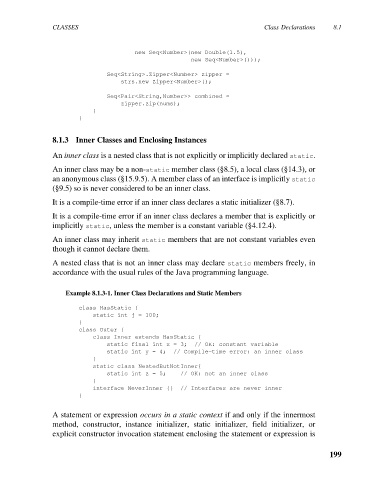 CLASSES Class Declarations 8.1
new Seq<Number>(new Double(1.5),
new Seq<Number>()));
Seq<String>.Zipper<Number> zipper =
strs.new Zipper<Number>();
Seq<Pair<String,Number>> combined =
zipper.zip(nums);
}
}
8.1.3 Inner Classes and Enclosing Instances
An inner class is a nested class that is not explicitly or implicitly declared static.
An inner class may be a non-static member class (§8.5), a local class (§14.3), or
an anonymous class (§15.9.5). A member class of an interface is implicitly static
(§9.5) so is never considered to be an inner class.
It is a compile-time error if an inner class declares a static initializer (§8.7).
It is a compile-time error if an inner class declares a member that is explicitly or
implicitly static, unless the member is a constant variable (§4.12.4).
An inner class may inherit static members that are not constant variables even
though it cannot declare them.
A nested class that is not an inner class may declare static members freely, in
accordance with the usual rules of the Java programming language.
Example 8.1.3-1. Inner Class Declarations and Static Members
class HasStatic {
static int j = 100;
}
class Outer {
class Inner extends HasStatic {
static final int x = 3; // OK: constant variable
static int y = 4; // Compile-time error: an inner class
}
static class NestedButNotInner{
static int z = 5; // OK: not an inner class
}
interface NeverInner {} // Interfaces are never inner
}
A statement or expression occurs in a static context if and only if the innermost
method, constructor, instance initializer, static initializer, field initializer, or
explicit constructor invocation statement enclosing the statement or expression is
199